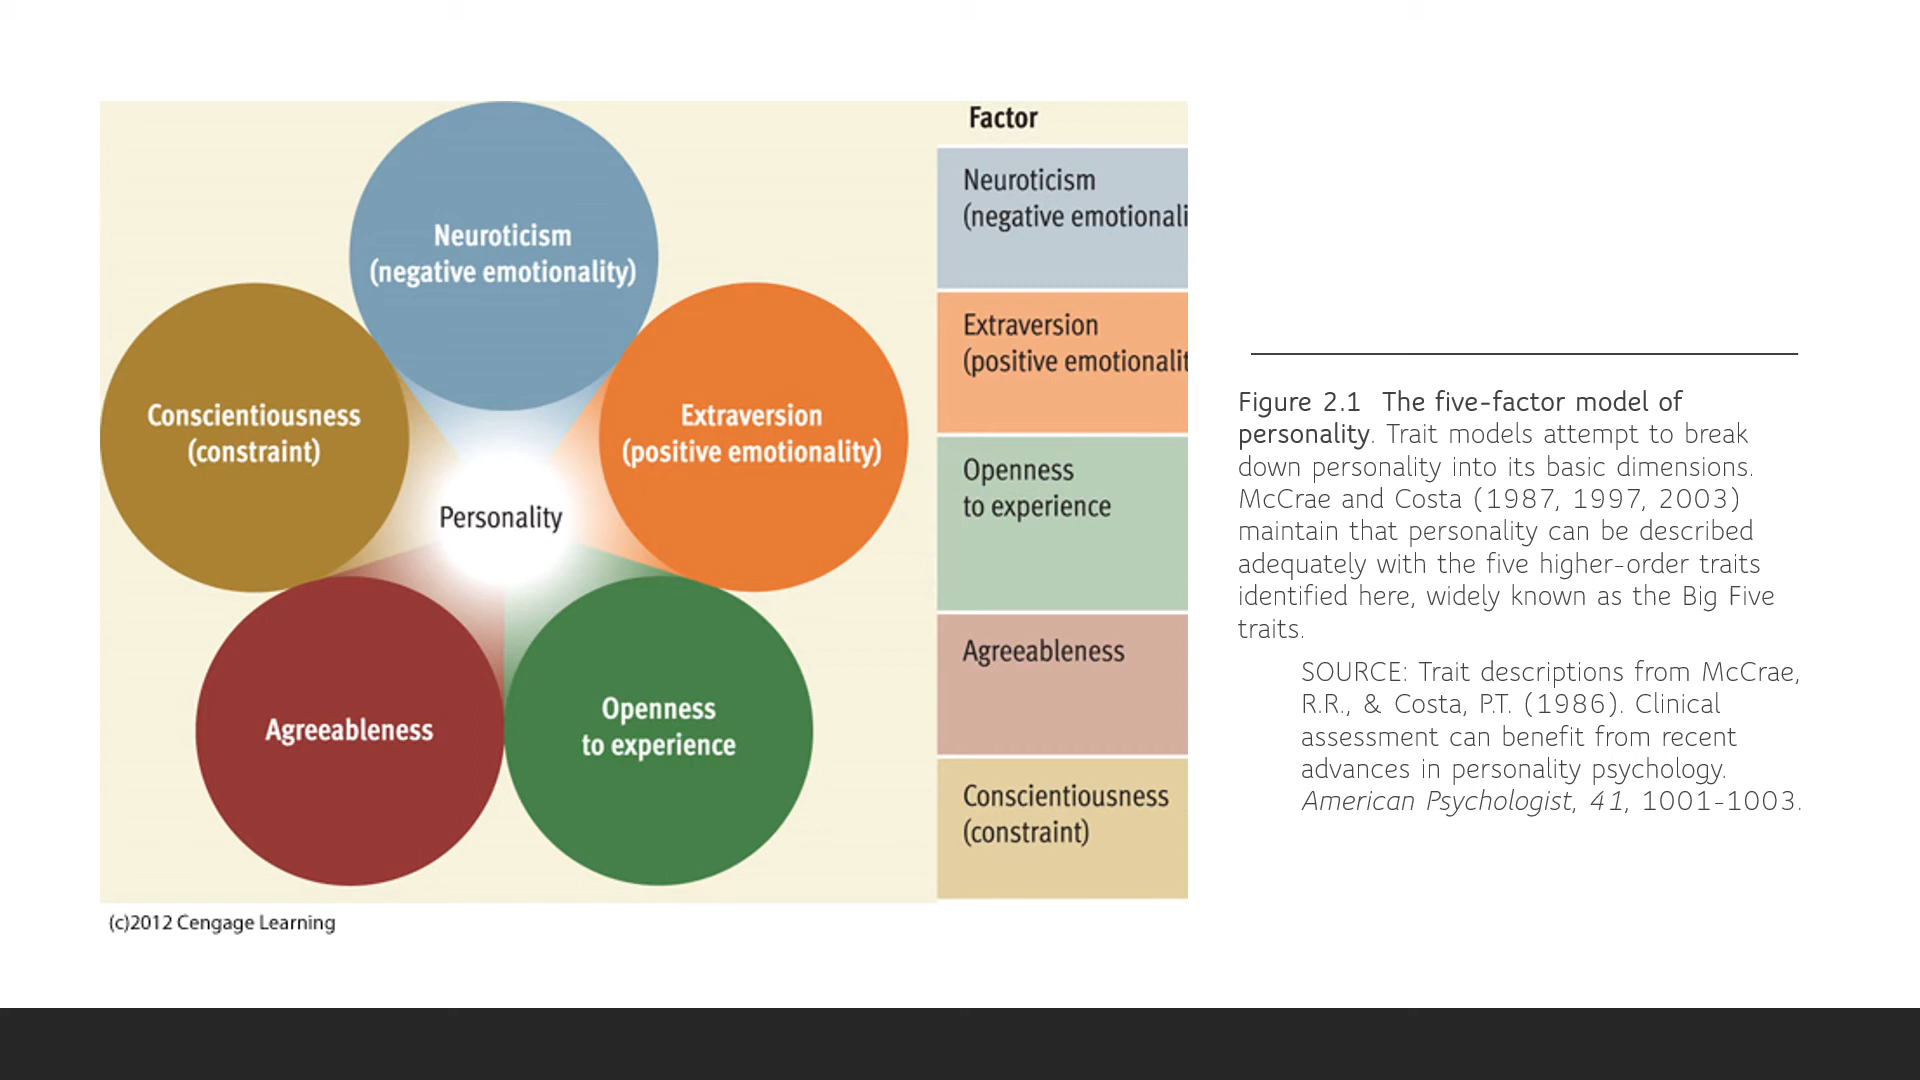 Neuroticism
(negative emotionality)
Conscientiousness
(constraint)
Extraversion
(positive emotionality)
Personality
Agreeableness
Openness
to experience
Factor
Neuroticism
(negative emotionali
Extraversion
(positive emotionalit
Openness
to experience
Agreeableness
Conscientiousness
(constraint)
(c)2012 Cengage Learning
Figure 2.1 The five-factor model of
personality. Trait models attempt to break
down personality into its basic dimensions.
McCrae and Costa (1987, 1997, 2003)
maintain that personality can be described
adequately with the five higher-order traits
identified here, widely known as the Big Five
traits.
SOURCE: Trait descriptions from McCrae,
R.R., & Costa, P.T. (1986). Clinical
assessment can benefit from recent
advances in personality psychology.
American Psychologist, 41, 1001-1003.